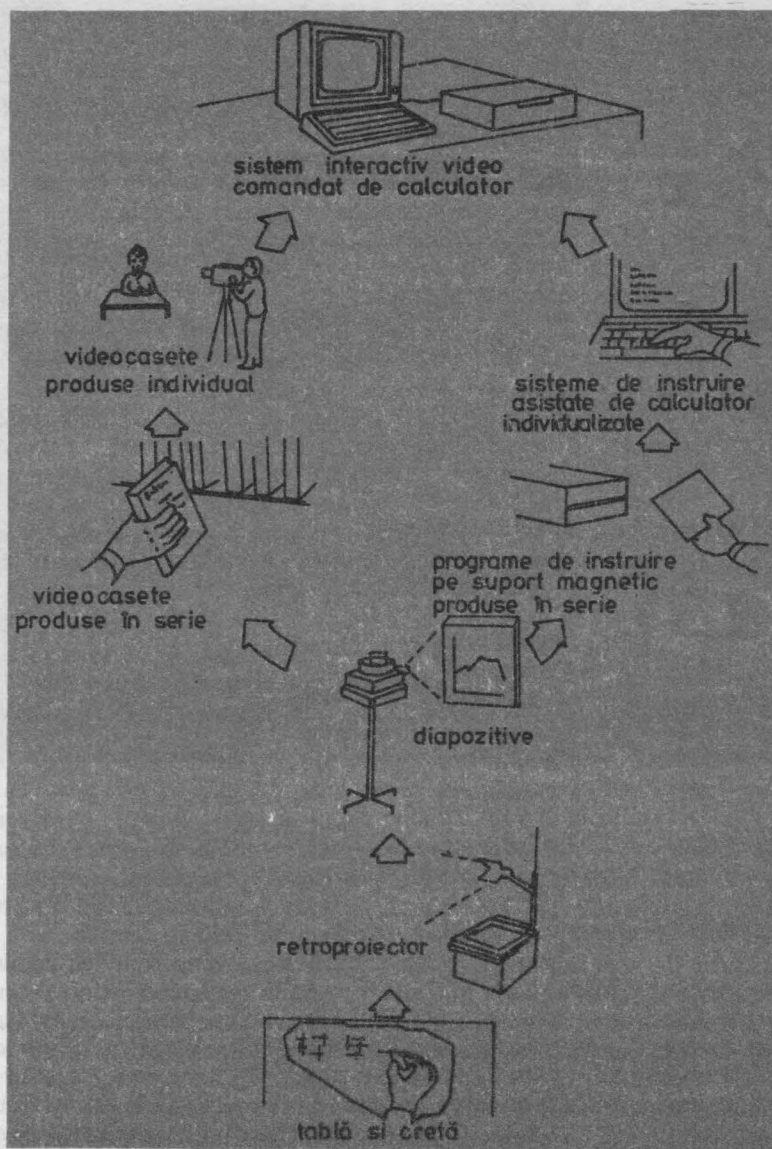 sistem interactiv video
comandat de calculator
videocasete
produse individual
sisteme de instruire
asistate de calculator
individualizate
videocasete
produse în serie
programe de instruire
pe suport magnetic
produse în serie
diapozitive
retroproiector
tablă si cretă